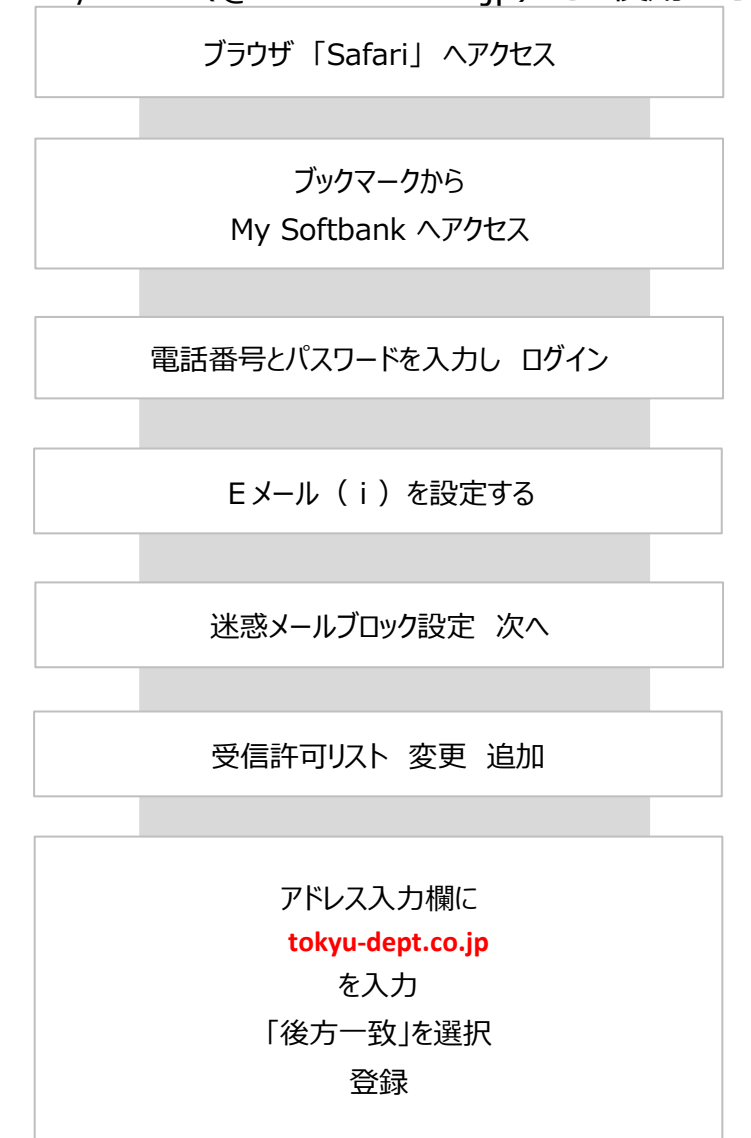 ブラウザ「Safari」へアクセス
ブックマークから
My Softbank へアクセス
電話番号とパスワードを入力し　ログイン
Eメール（i）を設定する
迷惑メールブロック設定　次へ
受信許可リスト　変更　追加
アドレス入力欄に
tokyu-dept.co.jp
を入力
「後方一致」を選択
登録